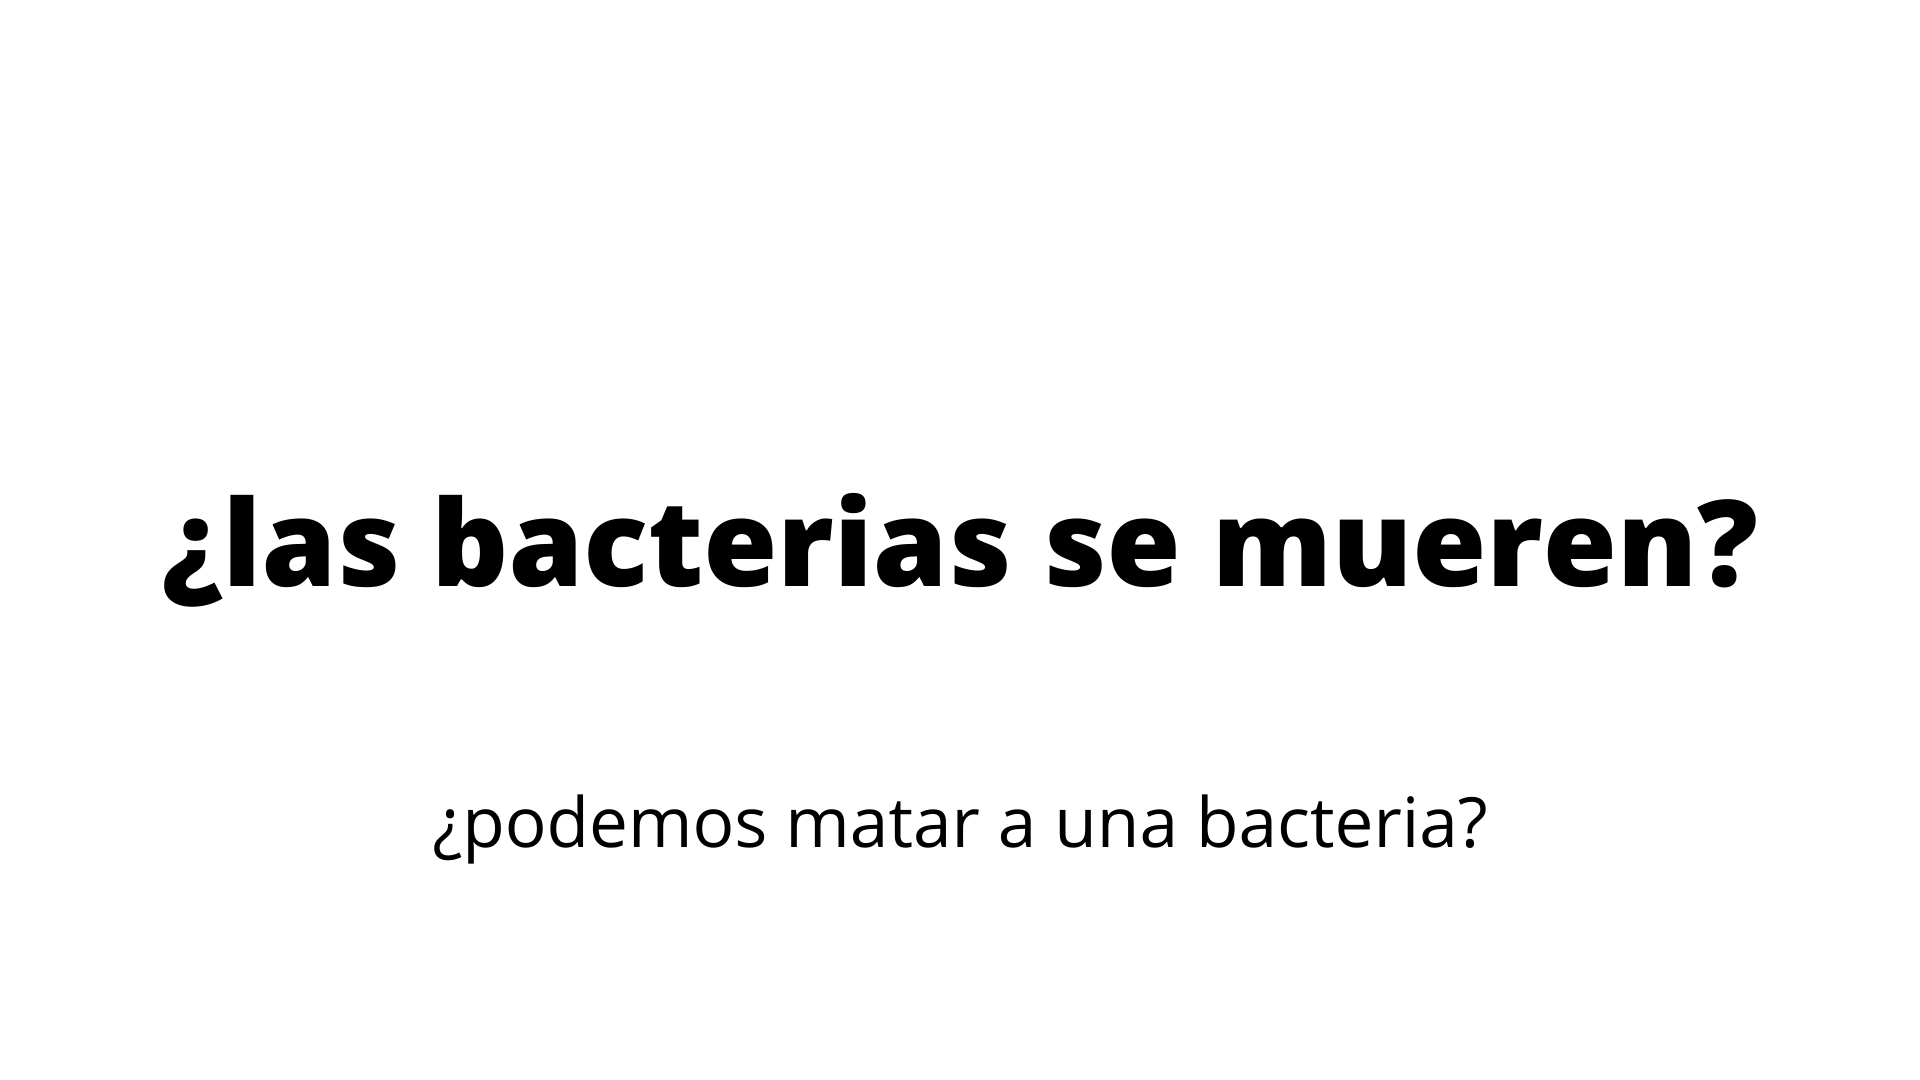 ¿las bacterias se mueren?
¿podemos matar a una bacteria?